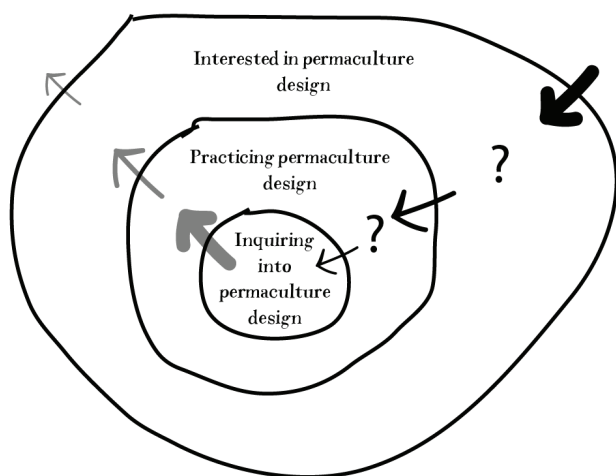 Interested in permaculture
design
?
Practicing permaculture
design
?
Inquiring
into
permaculture
design